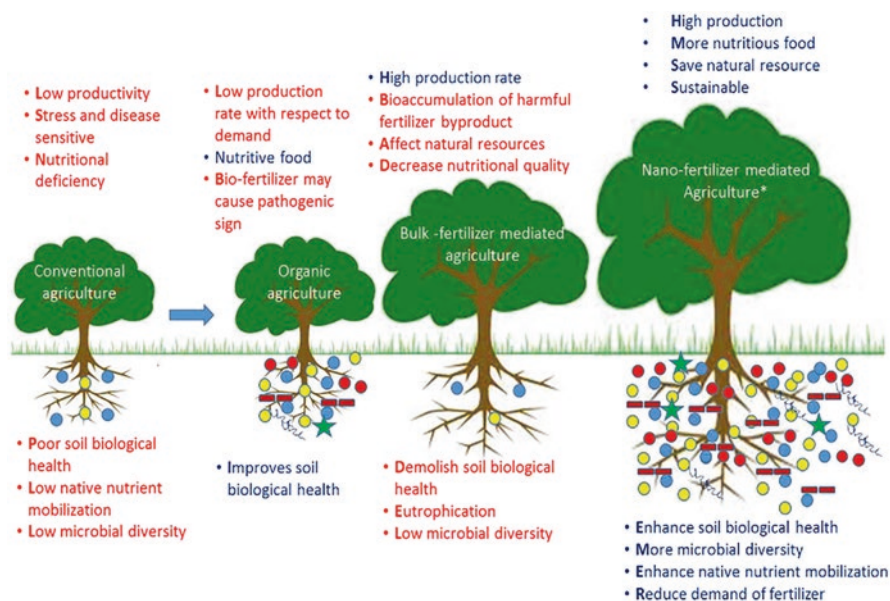 • Low productivity
• Stress and disease
sensitive
• Nutritional
deficiency
Conventional
agriculture
• Poor soil biological
health
• Low native nutrient
mobilization
• Low microbial diversity
• Low production
rate with respect to
demand
• Nutritive food
• Bio-fertilizer may
cause pathogenic
sign
Organic
agriculture
• Improves soil
biological health
• High production rate
• Bioaccumulation of harmful
fertilizer byproduct
• Affect natural resources
• Decrease nutritional quality
Bulk -fertilizer mediated
agriculture
• Demolish soil biological
health
• Eutrophication
• Low microbial diversity
• High production
• More nutritious food
• Save natural resource
• Sustainable
Nano-fertilizer mediated
Agriculture*
• Enhance soil biological health
• More microbial diversity
• Enhance native nutrient mobilization
• Reduce demand of fertilizer